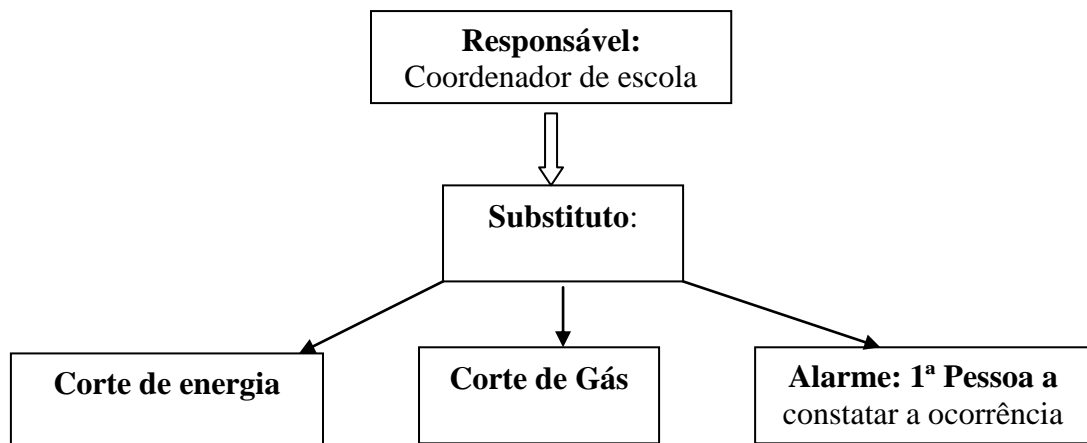 Responsável:
Coordenador de escola
Substituto:
Corte de energia
Corte de Gás
Alarme: 1ª Pessoa a
constatar a ocorrência